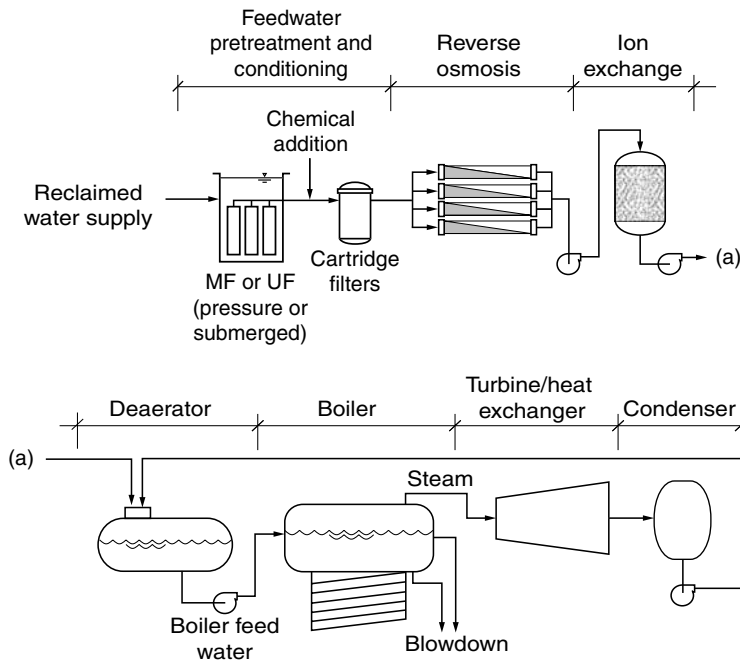 Feedwater
pretreatment and
conditioning
Reverse
osmosis
Ion
exchange
Chemical
addition
Reclaimed
water supply
MF or UF
(pressure or
submerged)
Cartridge
filters
(a)
Deaerator
Boiler
Turbine/heat
exchanger
Condenser
(a)
Steam
Boiler feed
water
Blowdown